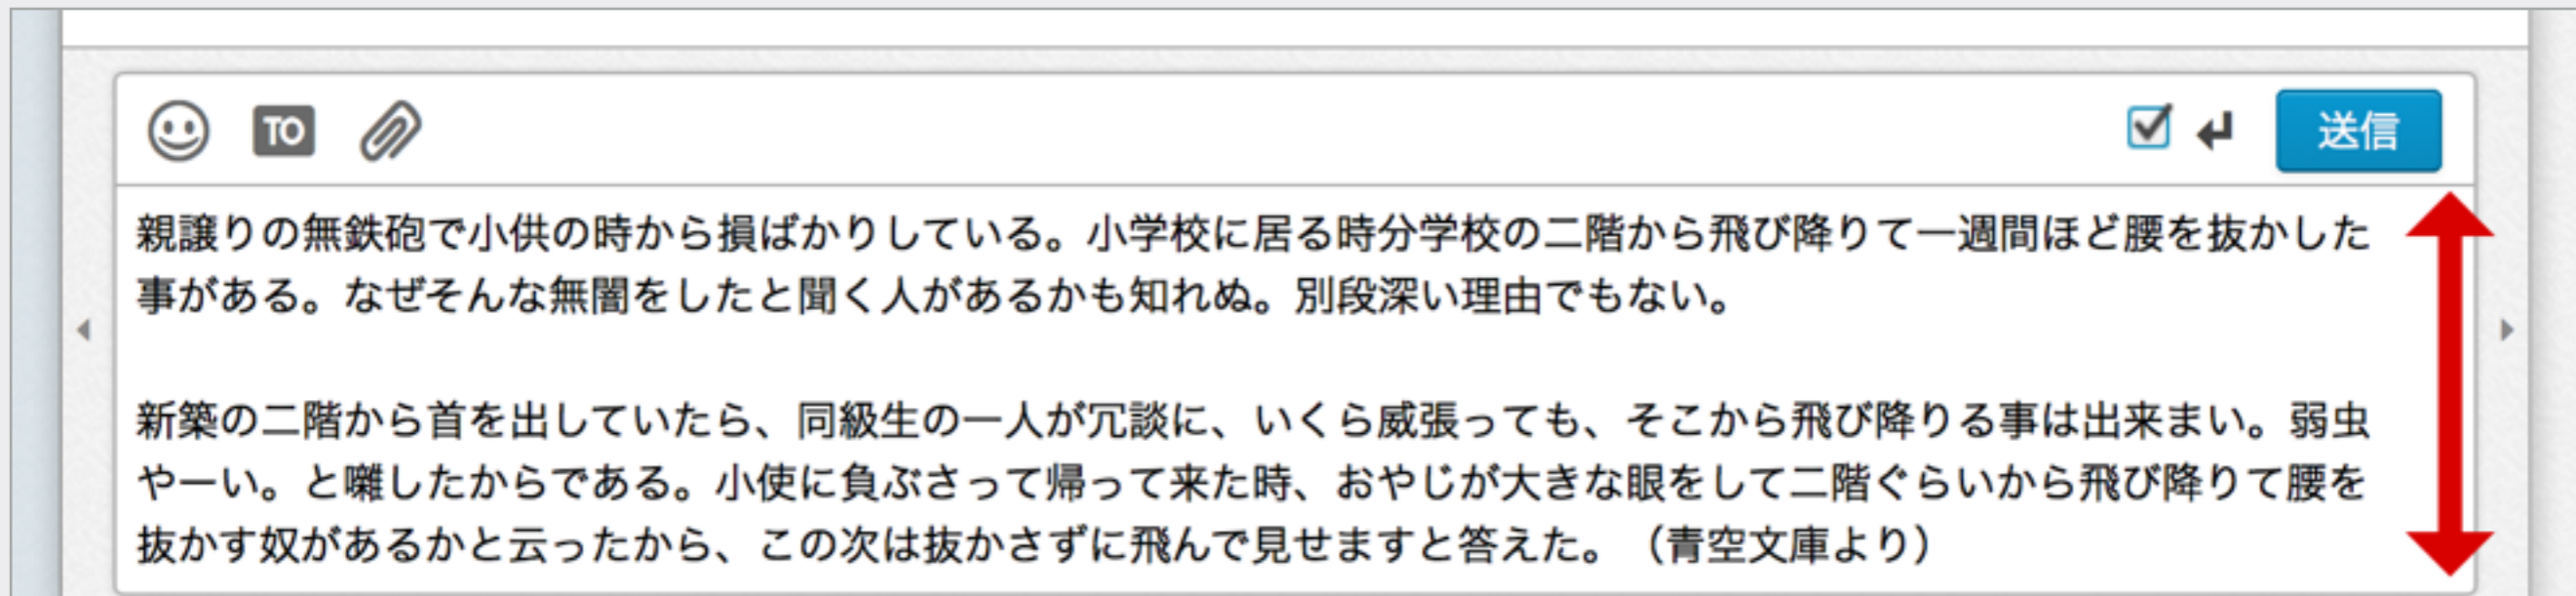 TO
送信
親譲りの無鉄砲で小供の時から損ばかりしている。小学校に居る時分学校の二階から飛び降りて一週間ほど腰を抜かした
事がある。なぜそんな無闇をしたと聞く人があるかも知れぬ。別段深い理由でもない。
新築の二階から首を出していたら、同級生の一人が冗談に、いくら威張っても、そこから飛び降りる事は出来まい。弱虫
やーい。と囃したからである。小使に負ぶさって帰って来た時、おやじが大きな眼をして二階ぐらいから飛び降りて腰を
抜かす奴があるかと云ったから、この次は抜かさずに飛んで見せますと答えた。（青空文庫より）